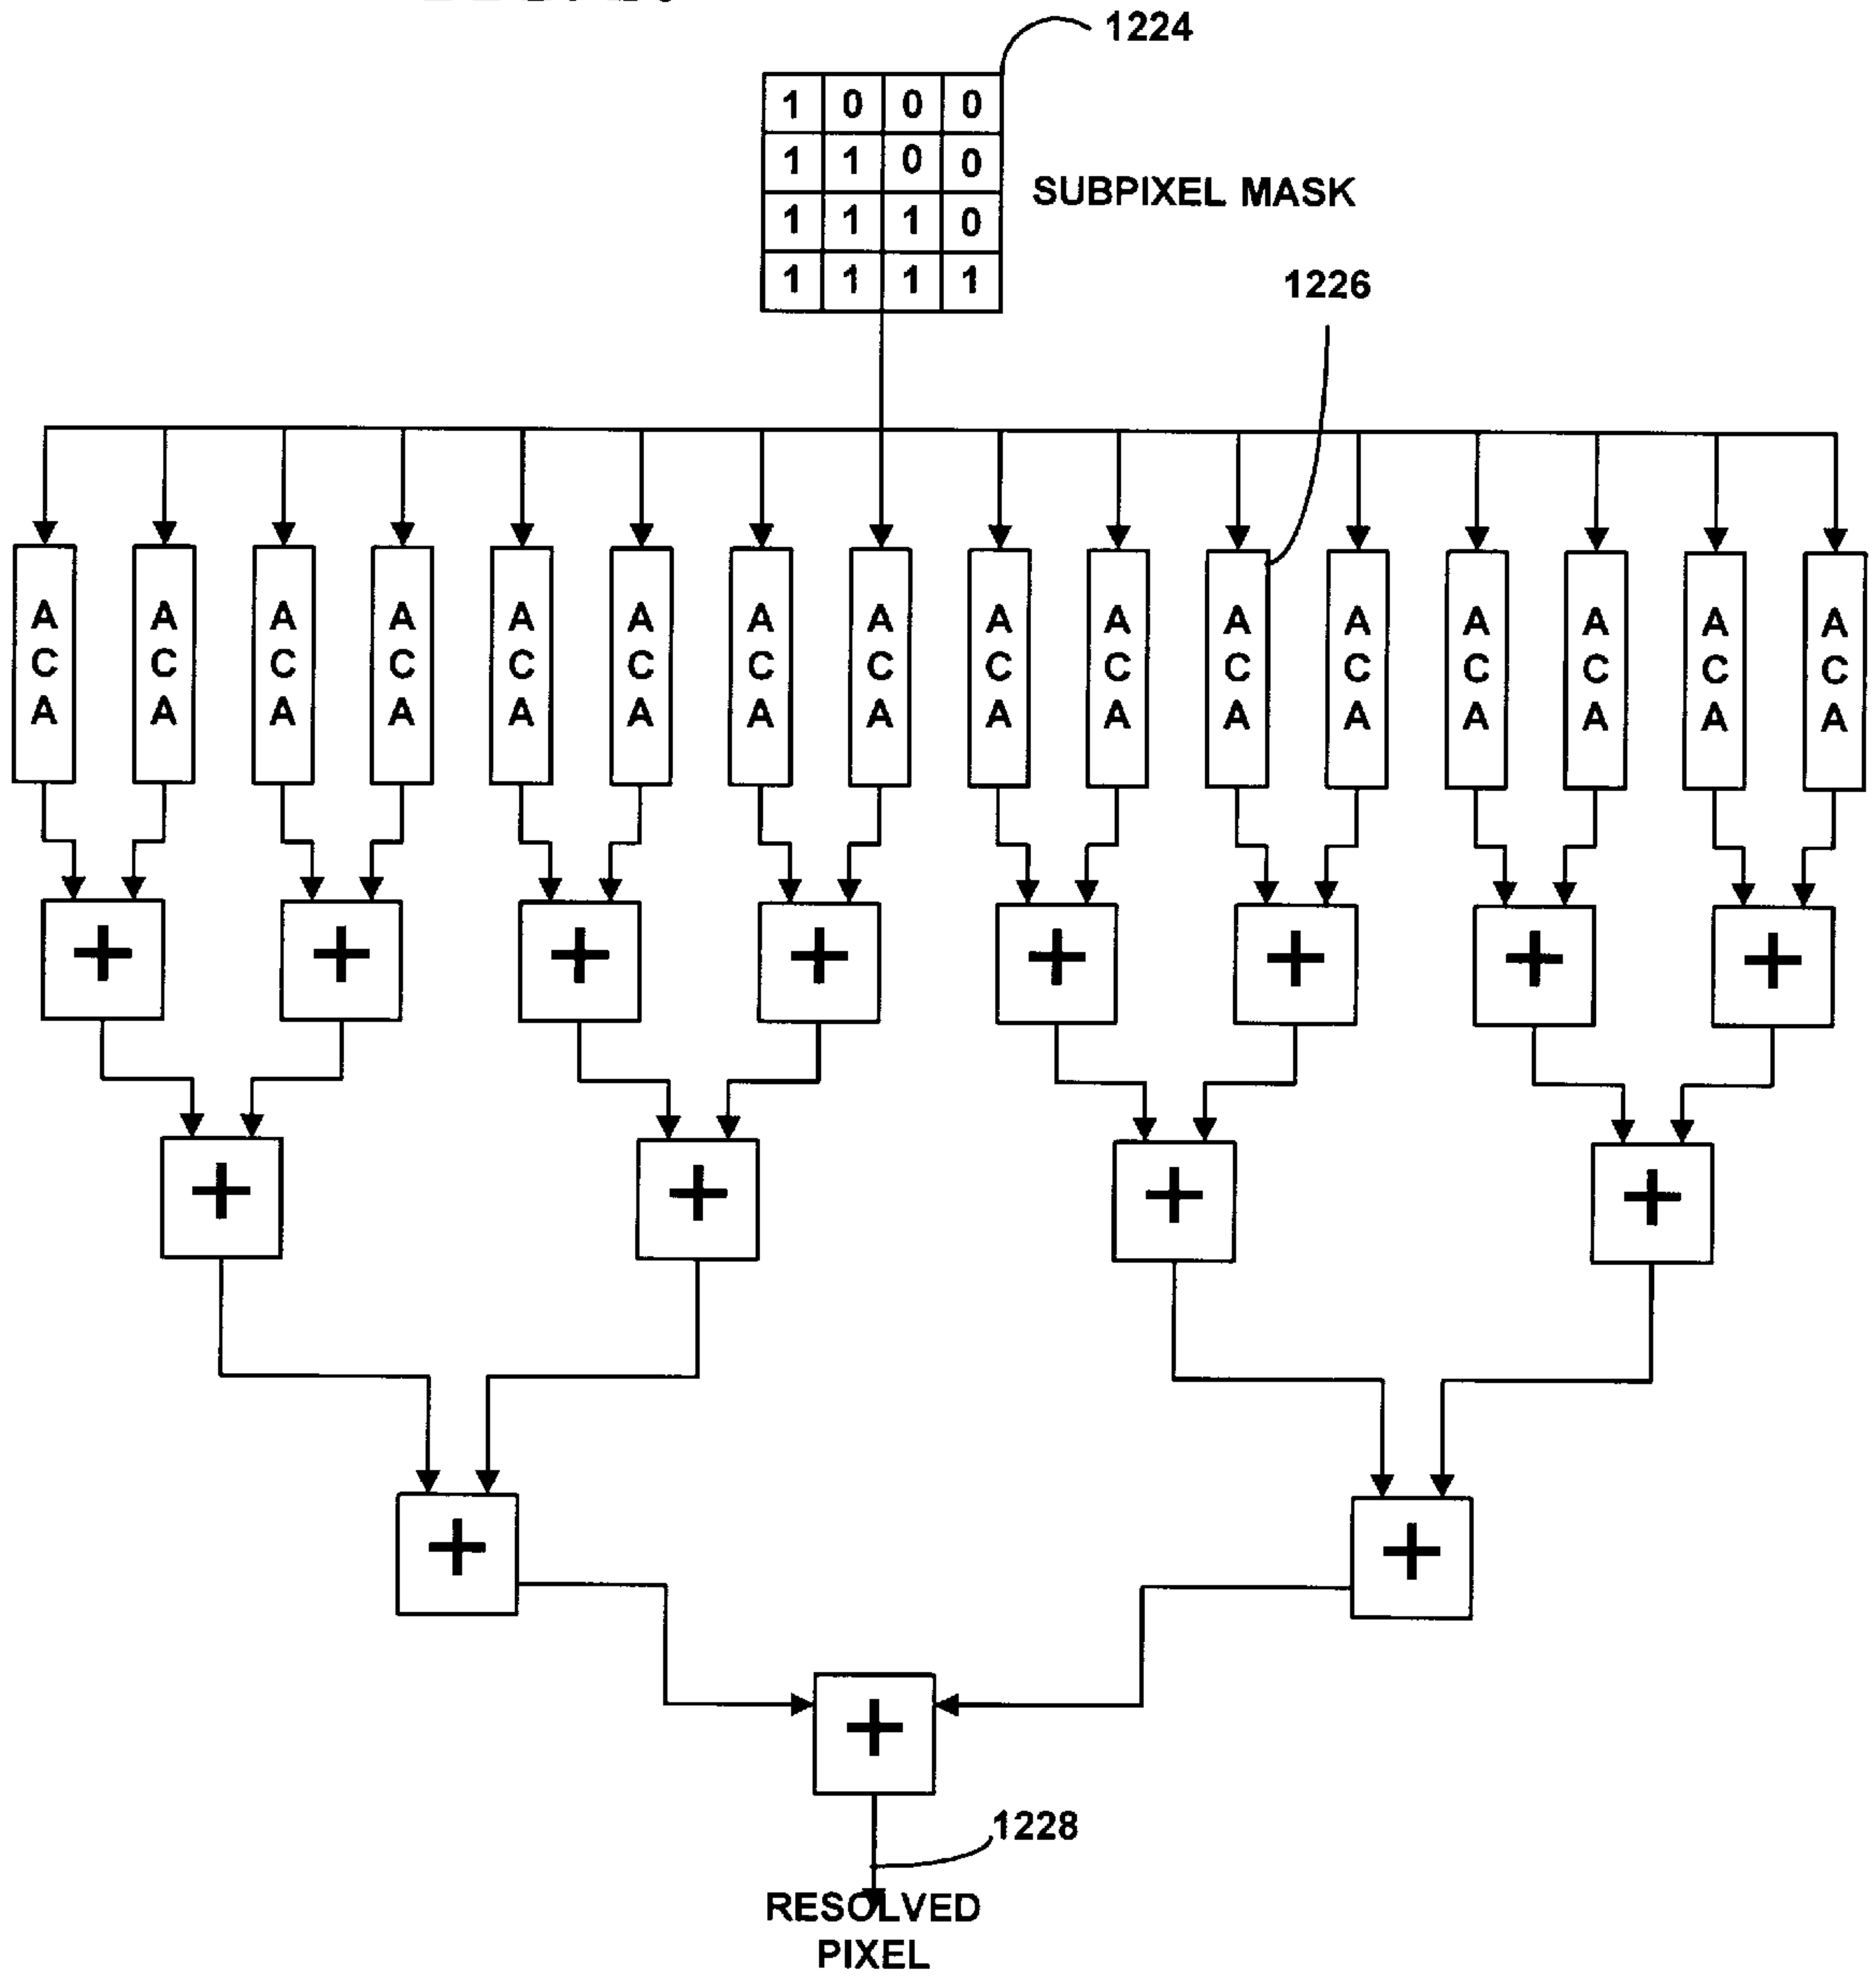 1224
1 0 0 0
1 1 0 0
1 1 1 0
1 1 1 1
SUBPIXEL MASK
1226
A A A A A A A A A A A A A A A A
C C C C C C C C C C C C C C C C
A A A A A A A A A A A A A A A A
+ + + + + + + +
+ + + +
+ +
+
1228
RESOLVED
PIXEL